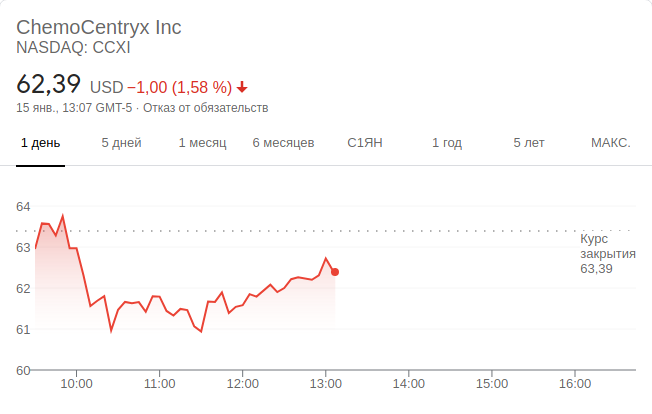 ChemoCentryx Inc
NASDAQ: CCXI
62,39 USD −1,00 (1,58 %)
15 янв., 13:07 GMT-5 · Отказ от обязательств
1 день 5 дней 1 месяц 6 месяцев С1ЯН 1 год 5 лет МАКС.
64
Курс
63 закрытия
63,39
62
61
60
10:00 11:00 12:00 13:00 14:00 15:00 16:00